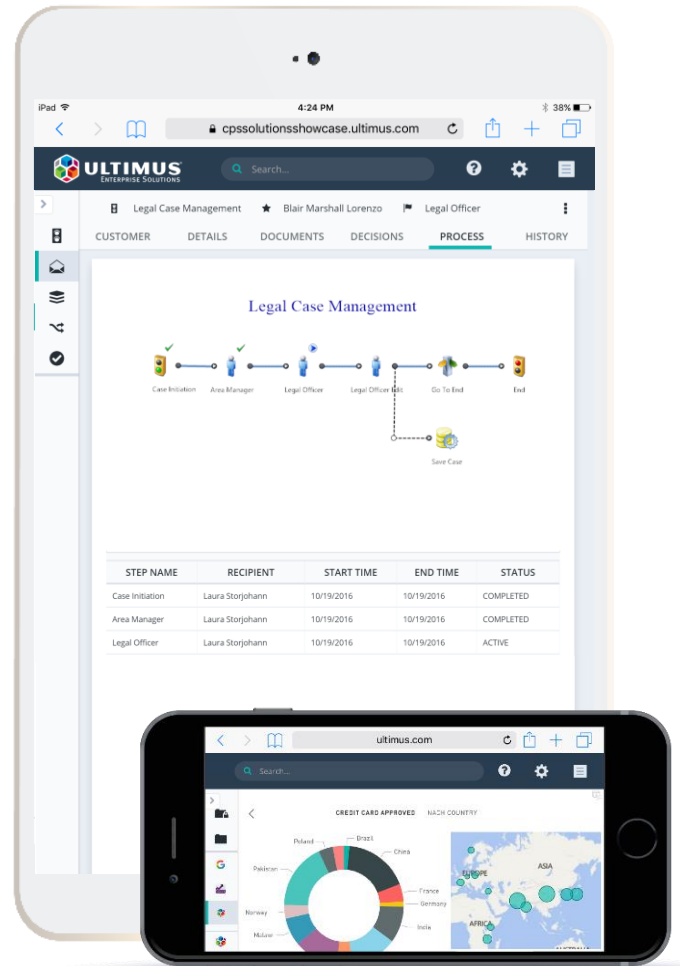 iPad 4:24 PM 38%
cpssolutionsshowcase.ultimus.com
ULTIMUS
ENTERPRISE SOLUTIONS
Search...
Legal Case Management Blair Marshall Lorenzo Legal Officer
CUSTOMER DETAILS DOCUMENTS DECISIONS PROCESS HISTORY
Legal Case Management
Case Initiation Area Manager Legal Officer Legal Officer Edit Go To End End
Save Case
STEP NAME RECIPIENT START TIME END TIME STATUS
Case Initiation Laura Storjohann 10/19/2016 10/19/2016 COMPLETED
Area Manager Laura Storjohann 10/19/2016 10/19/2016 COMPLETED
Legal Officer Laura Storjohann 10/19/2016 10/19/2016 ACTIVE
ultimus.com
Search...
CREDIT CARD APPROVED NACH COUNTRY
Poland Brazil
China
Pakistan
France
Germany
Norway
India
Malawi
EUROPE ASIA
AFRICA